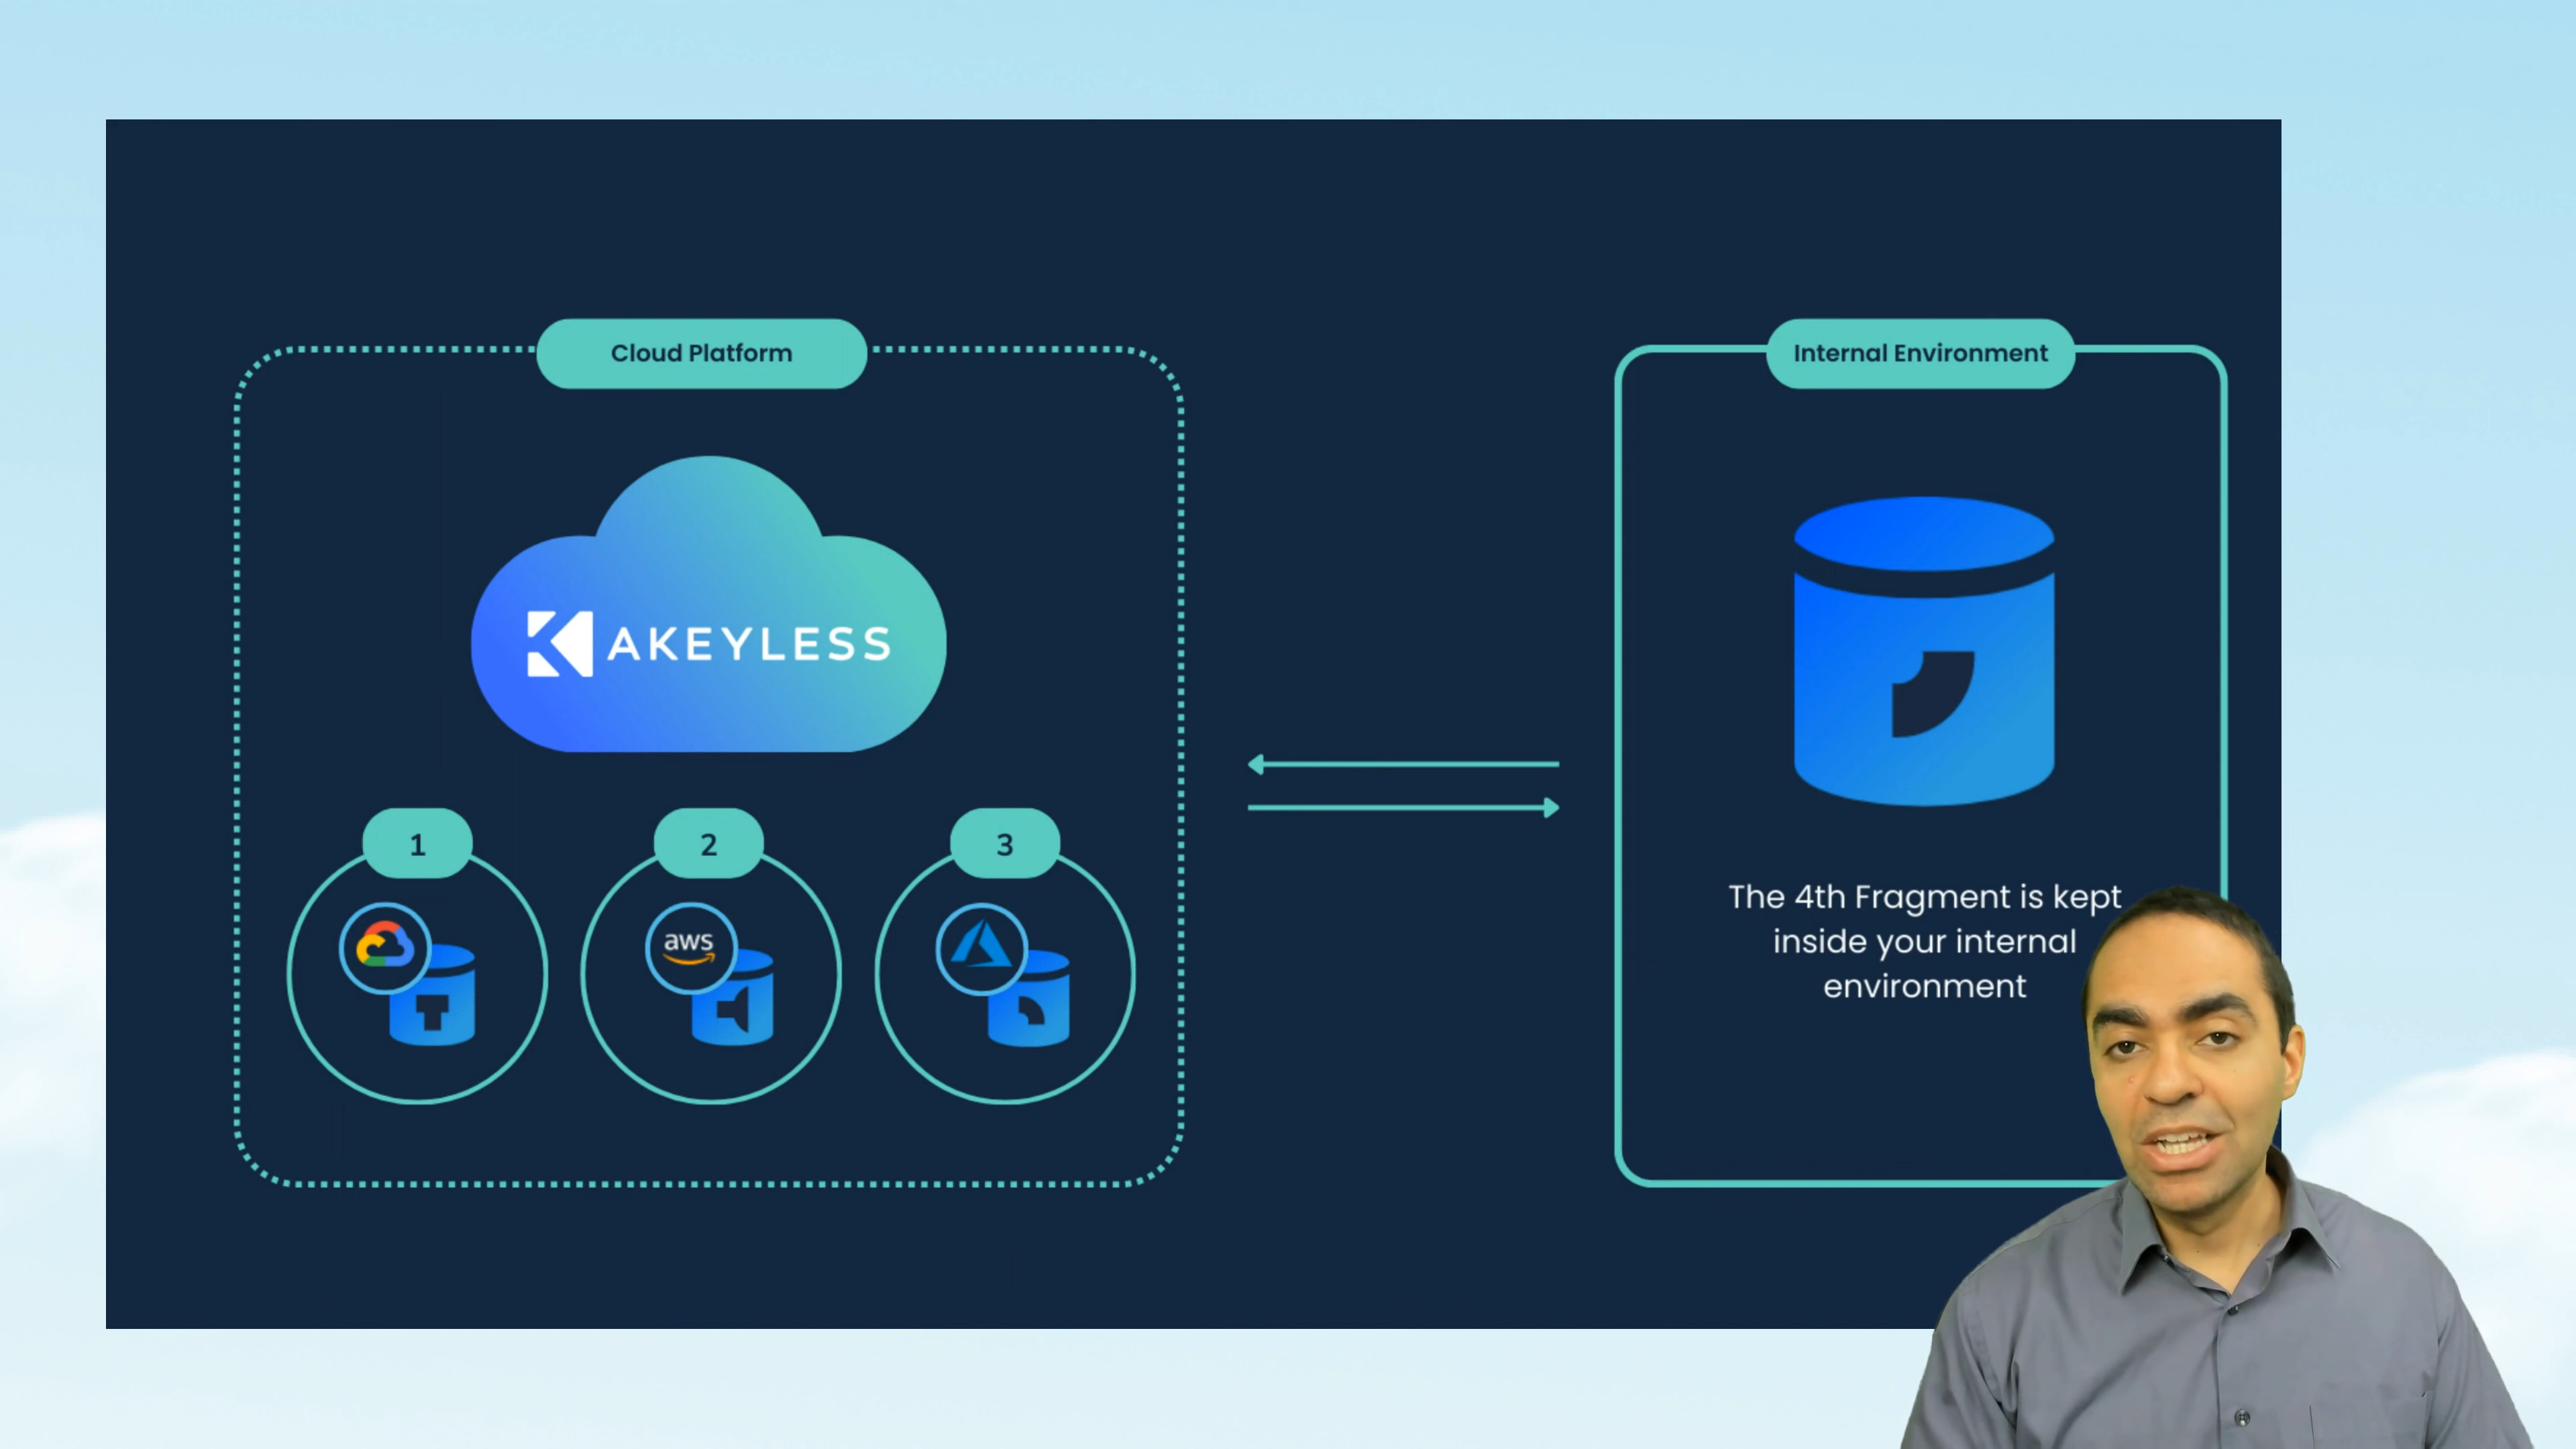 Cloud Platform
AKEYLESS
1
2
3
aws
Internal Environment
The 4th Fragment is kept
inside your internal
environment